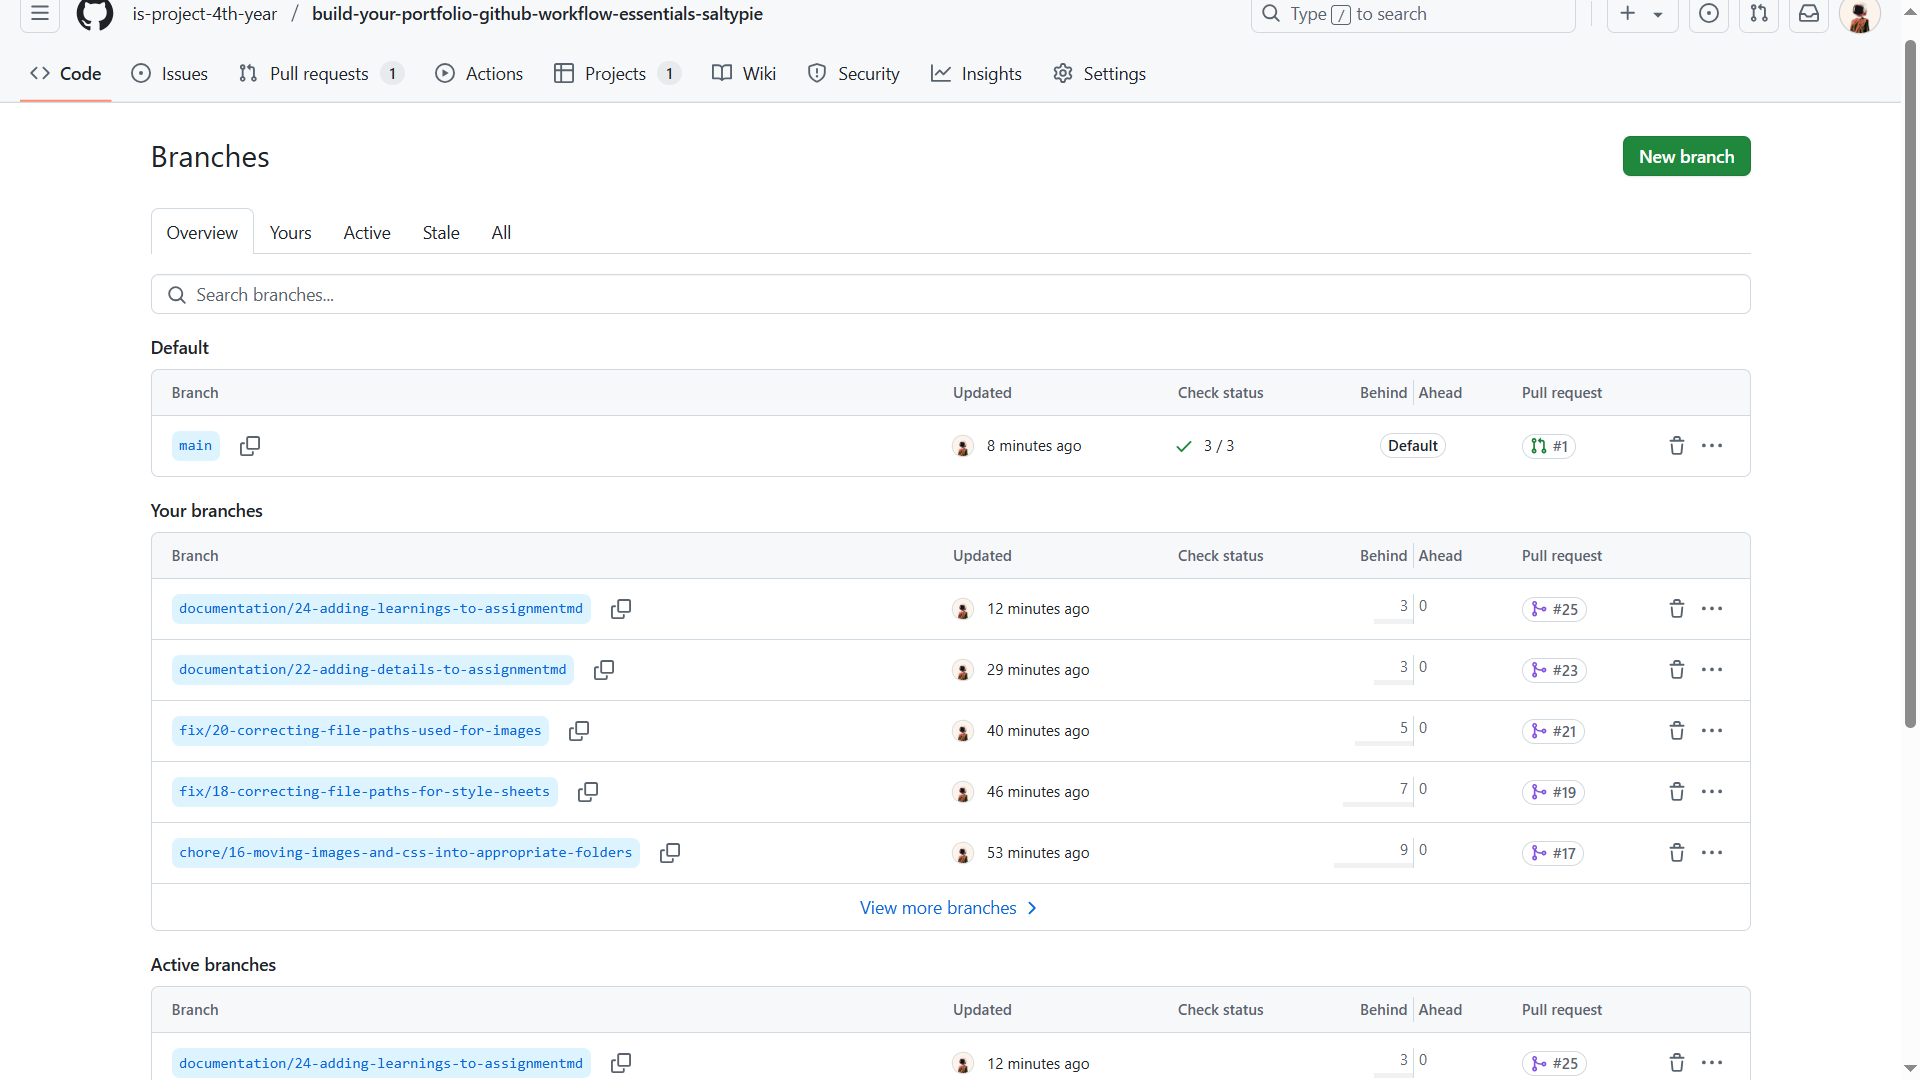 is-project-4th-year / build-your-portfolio-github-workflow-essentials-saltypie
Type / to search
Code Issues Pull requests 1 Actions Projects 1 Wiki Security Insights Settings
Branches
New branch
Overview Yours Active Stale All
Search branches...
Default
Branch Updated Check status Behind Ahead Pull request
main 8 minutes ago 3 / 3 Default #1
Your branches
Branch Updated Check status Behind Ahead Pull request
documentation/24-adding-learnings-to-assignmentmd 12 minutes ago 3 0 #25
documentation/22-adding-details-to-assignmentmd 29 minutes ago 3 0 #23
fix/20-correcting-file-paths-used-for-images 40 minutes ago 5 0 #21
fix/18-correcting-file-paths-for-style-sheets 46 minutes ago 7 0 #19
chore/16-moving-images-and-css-into-appropriate-folders 53 minutes ago 9 0 #17
View more branches
Active branches
Branch Updated Check status Behind Ahead Pull request
documentation/24-adding-learnings-to-assignmentmd 12 minutes ago 3 0 #25